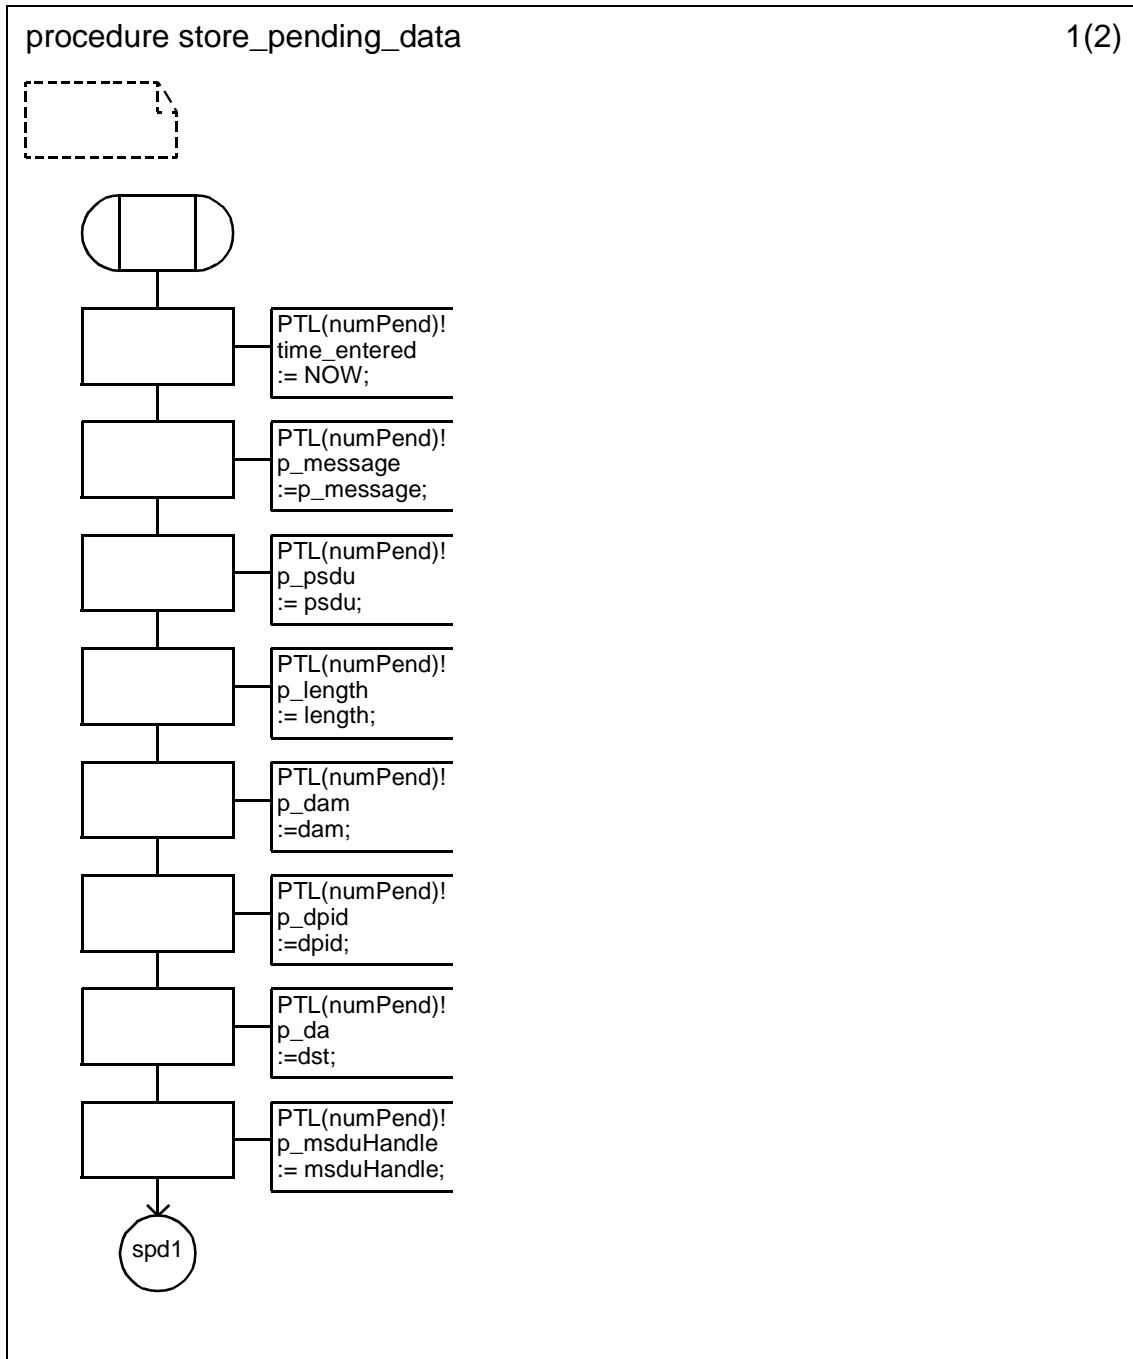 procedure store_pending_data
1(2)
PTL(numPend)!
time_entered
:= NOW;
PTL(numPend)!
p_message
:=p_message;
PTL(numPend)!
p_psdu
:= psdu;
PTL(numPend)!
p_length
:= length;
PTL(numPend)!
p_dam
:=dam;
PTL(numPend)!
p_dpid
:=dpid;
PTL(numPend)!
p_da
:=dst;
PTL(numPend)!
p_msduHandle
:= msduHandle;
spd1